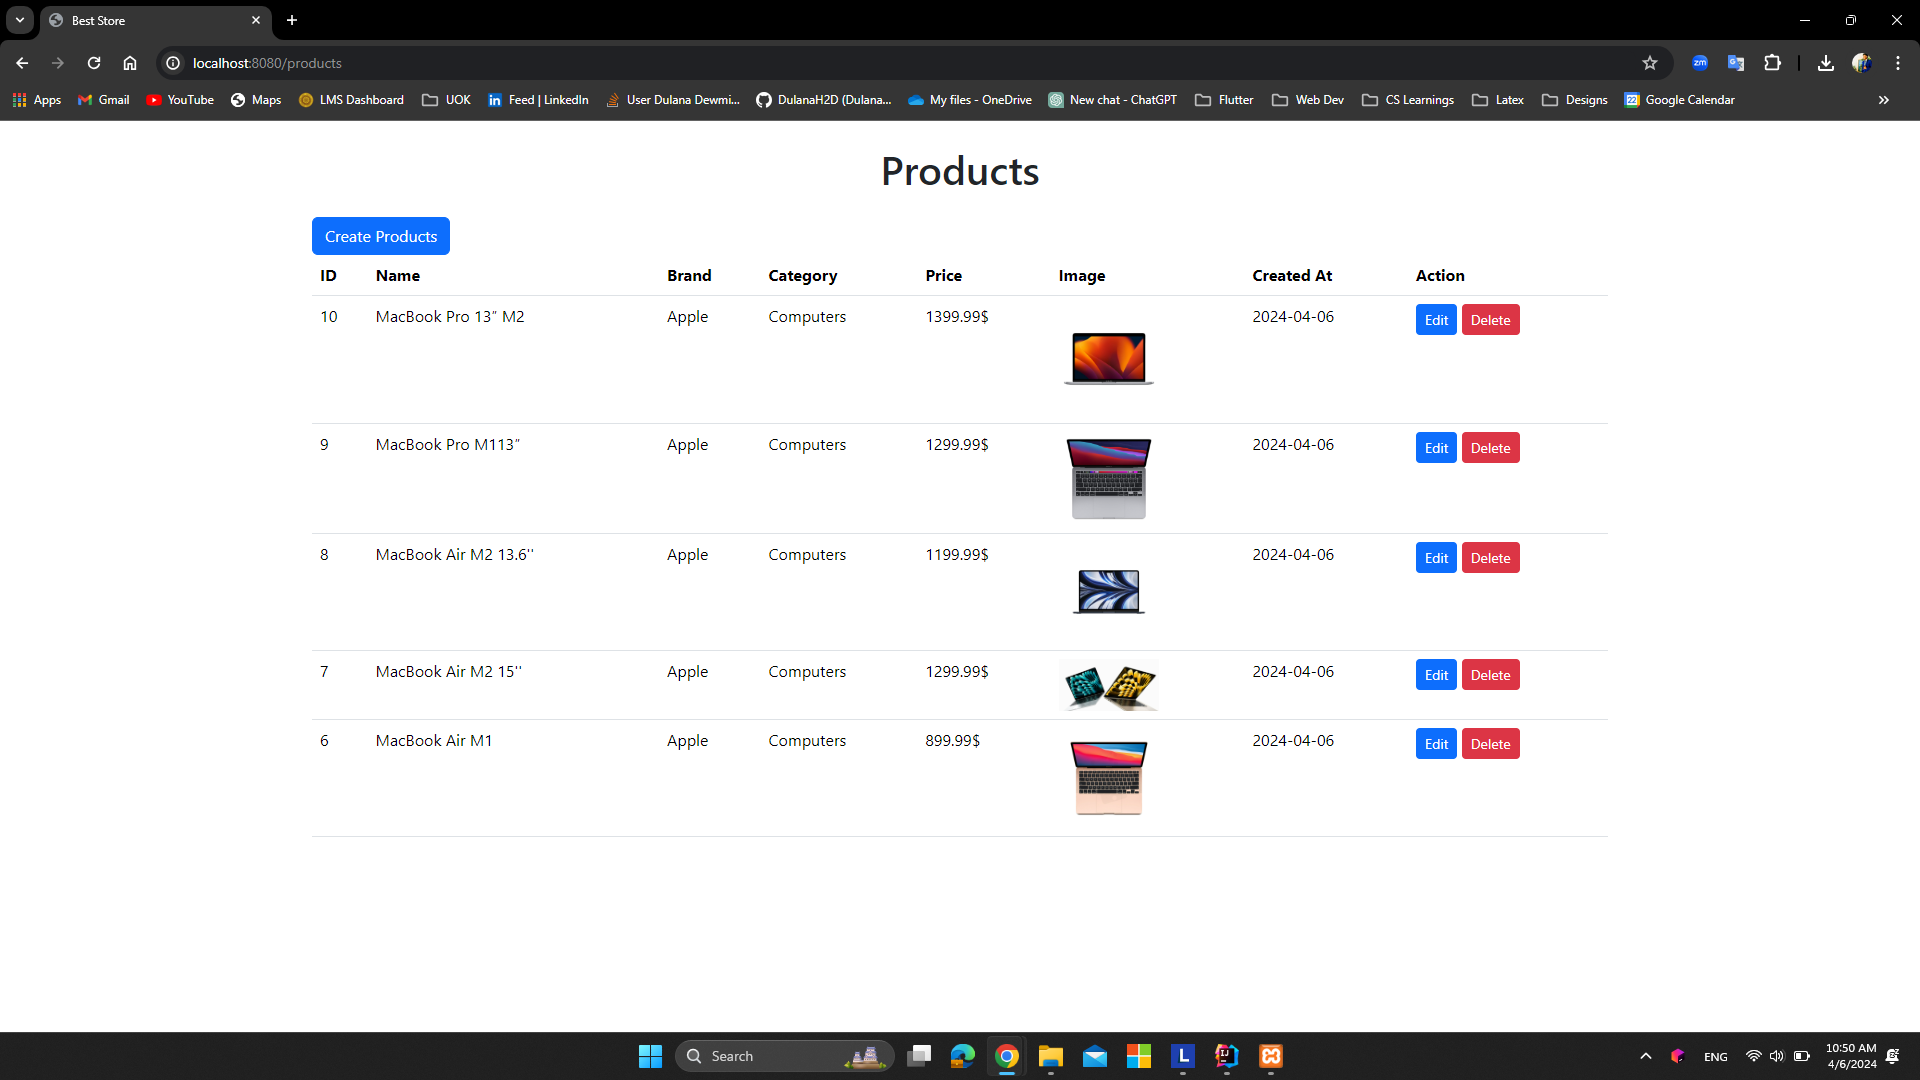 Best Store
localhost:8080/products
Apps Gmail YouTube Maps LMS Dashboard UOK Feed | LinkedIn User Dulana Dewmi... DulanaH2D (Dulana... My files - OneDrive New chat - ChatGPT Flutter Web Dev CS Learnings Latex Designs Google Calendar
Products
Create Products
ID Name Brand Category Price Image Created At Action
10 MacBook Pro 13” M2 Apple Computers 1399.99$ 2024-04-06 Edit Delete
9 MacBook Pro M113” Apple Computers 1299.99$ 2024-04-06 Edit Delete
8 MacBook Air M2 13.6'' Apple Computers 1199.99$ 2024-04-06 Edit Delete
7 MacBook Air M2 15'' Apple Computers 1299.99$ 2024-04-06 Edit Delete
6 MacBook Air M1 Apple Computers 899.99$ 2024-04-06 Edit Delete
Search
ENG
10:50 AM
4/6/2024